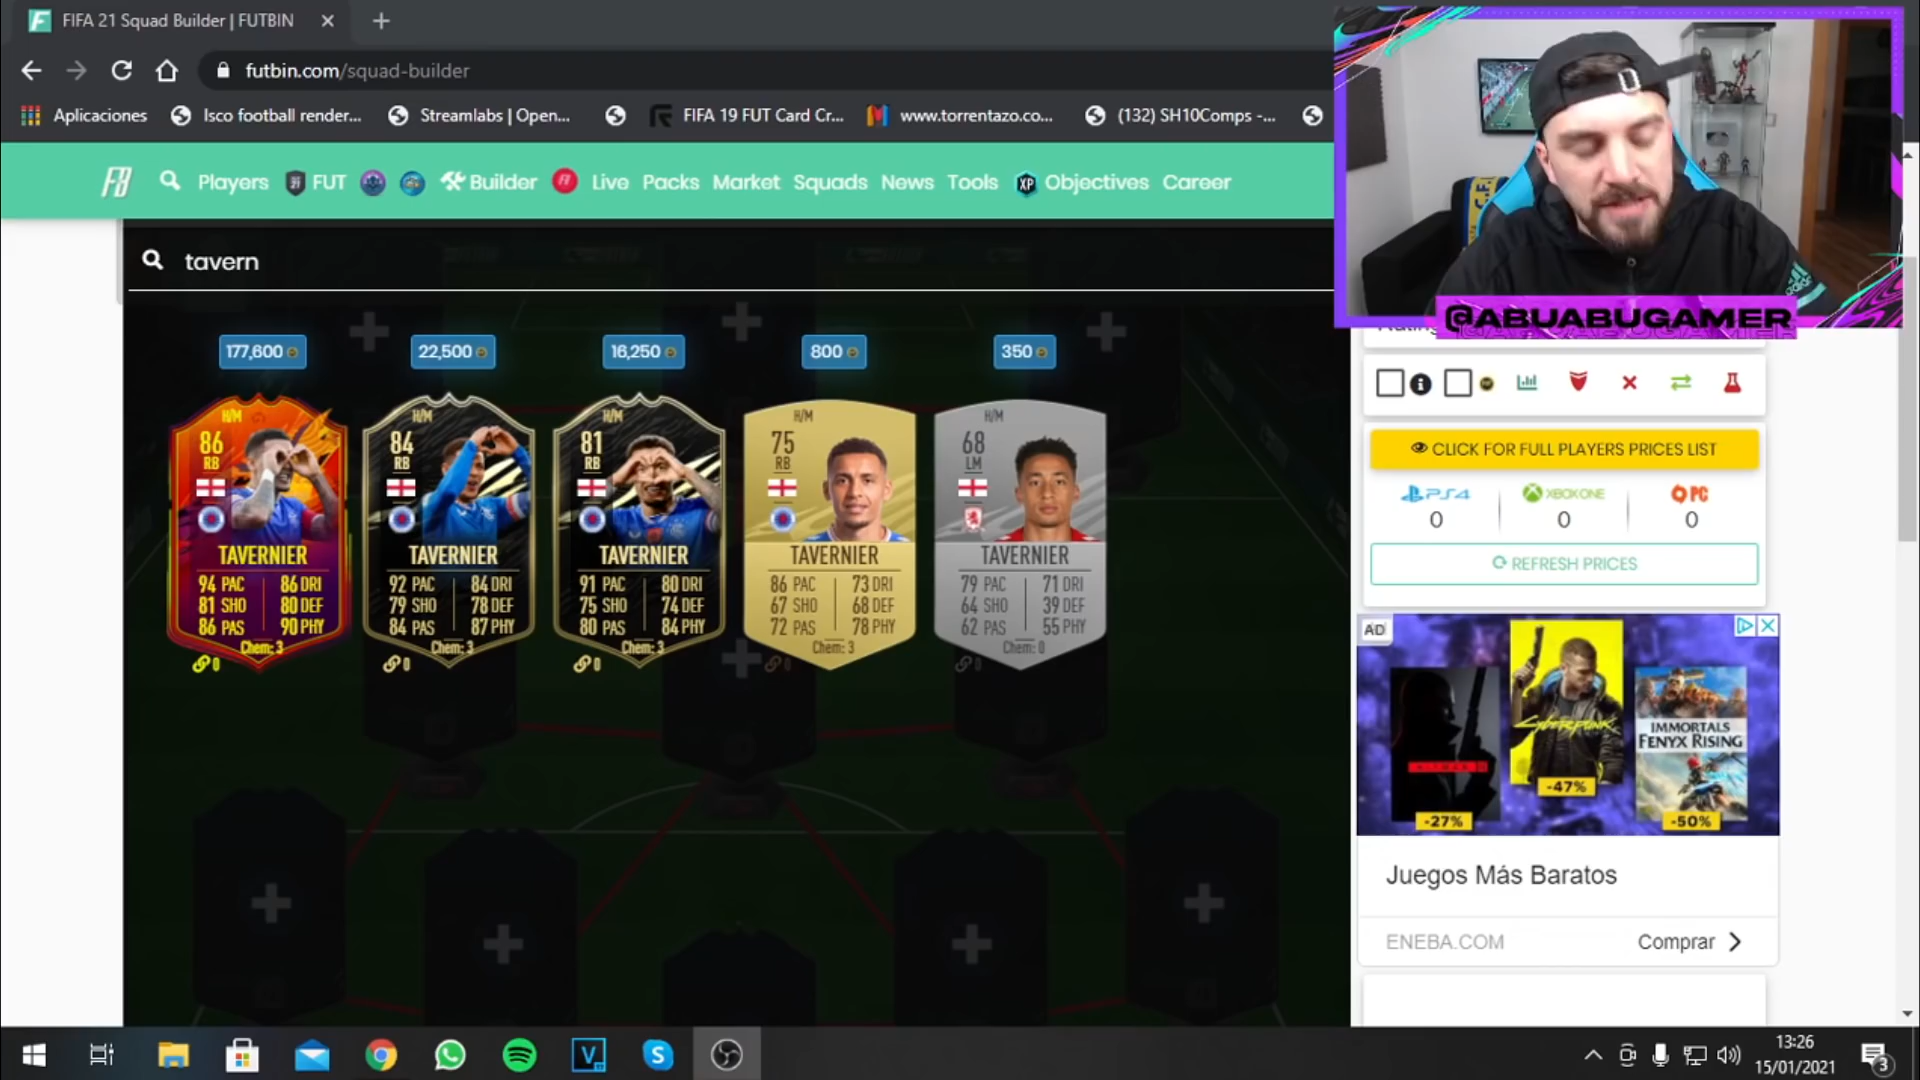 FIFA 21 Squad Builder | FUTBIN
futbin.com/squad-builder
Aplicaciones
Isco football render...
Streamlabs | Open...
FIFA 19 FUT Card Cr...
www.torrentazo.co...
(132) SH10Comps -...
Players
FUT
Builder
Live
Packs
Market
Squads
News
Tools
XP
Objectives
Career
@ABUABUGAMER
tavern
177,600
22,500
16,250
800
350
H/M
86
RB
TAVERNIER
94 PAC 86 DRI
81 SHO 80 DEF
86 PAS 90 PHY
Chem: 3
0
H/M
84
RB
TAVERNIER
92 PAC 84 DRI
79 SHO 78 DEF
84 PAS 87 PHY
Chem: 3
0
H/M
81
RB
TAVERNIER
91 PAC 80 DRI
75 SHO 74 DEF
80 PAS 84 PHY
Chem: 3
0
H/M
75
RB
TAVERNIER
86 PAC 73 DRI
67 SHO 68 DEF
72 PAS 78 PHY
Chem: 3
0
H/M
68
LM
TAVERNIER
79 PAC 71 DRI
64 SHO 39 DEF
62 PAS 55 PHY
Chem: 0
0
CLICK FOR FULL PLAYERS PRICES LIST
PS4
XBOX ONE
PC
0
0
0
REFRESH PRICES
AD
CYBERPUNK
IMMORTALS
FENYX RISING
-27%
-47%
-50%
Juegos Más Baratos
ENEBA.COM
Comprar
13:26
15/01/2021
3